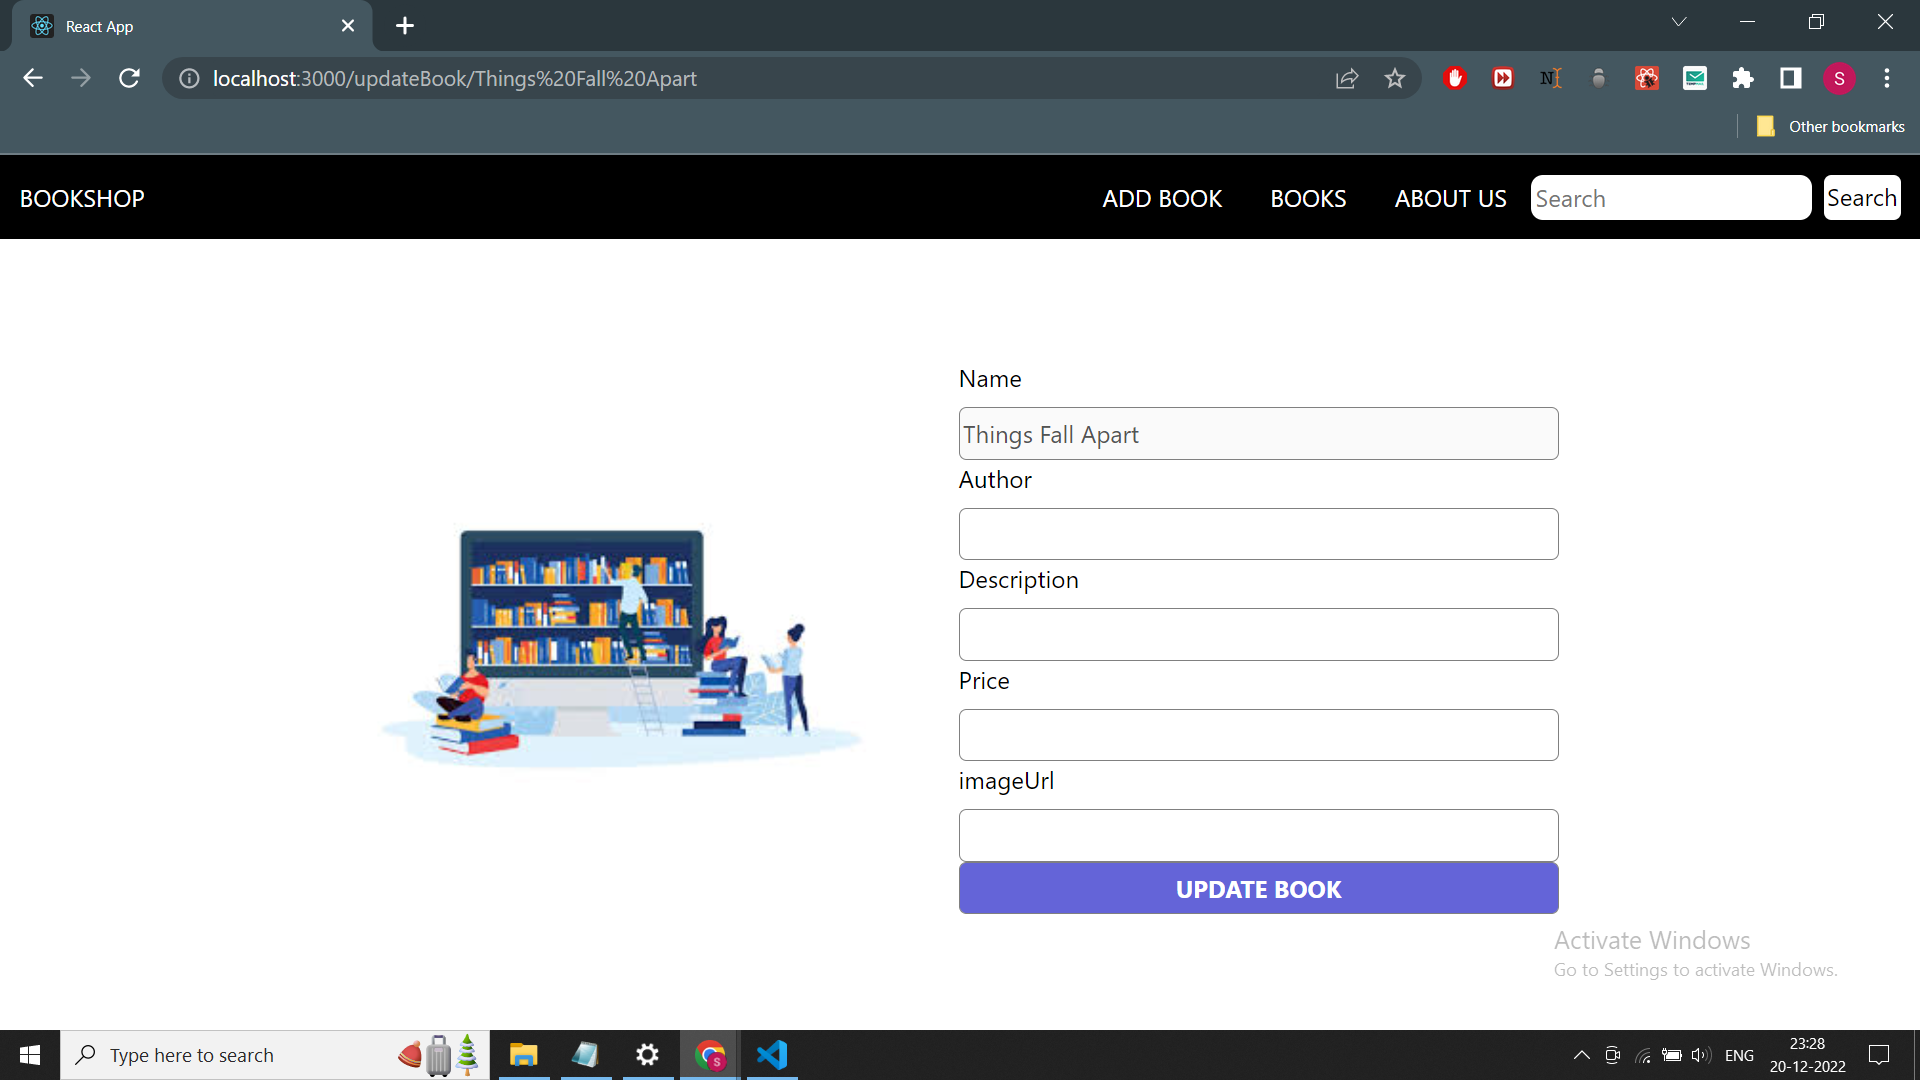 React App
localhost:3000/updateBook/Things%20Fall%20Apart
S
Other bookmarks
BOOKSHOP
ADD BOOK
BOOKS
ABOUT US
Search
Search
Name
Things Fall Apart
Author
Description
Price
imageUrl
UPDATE BOOK
Activate Windows
Go to Settings to activate Windows.
Type here to search
S
ENG
23:28
20-12-2022